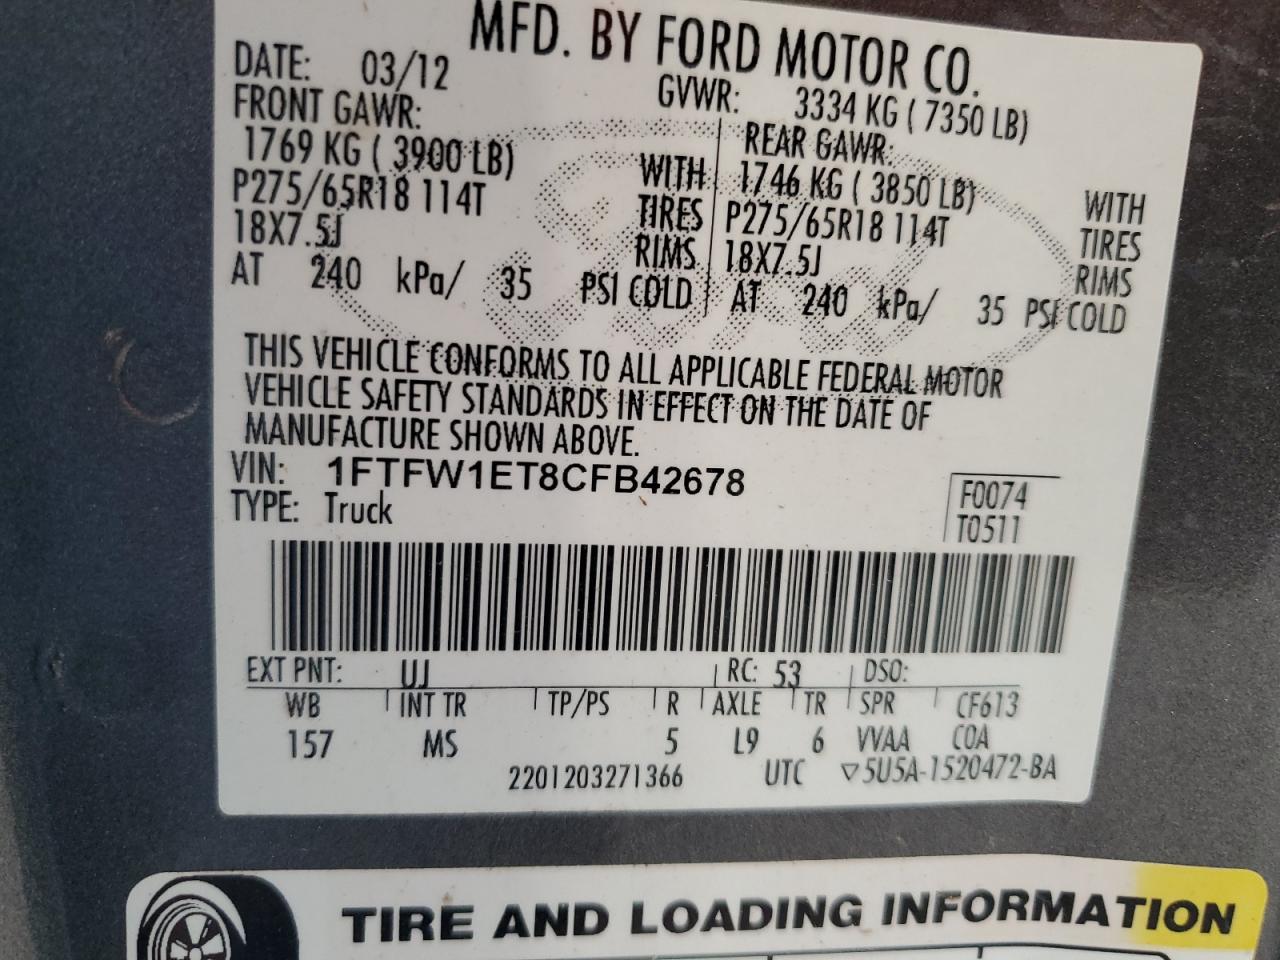 MFD. BY FORD MOTOR CO.
DATE: 03/12 GVWR: 3334 KG ( 7350 LB)
FRONT GAWR: REAR GAWR:
1769 KG ( 3900 LB) WITH 1746 KG ( 3850 LB) WITH
P275/65R18 114T TIRES P275/65R18 114T TIRES
18X7.5J RIMS 18X7.5J RIMS
AT 240 kPa/ 35 PSI COLD AT 240 kPa/ 35 PSI COLD
THIS VEHICLE CONFORMS TO ALL APPLICABLE FEDERAL MOTOR
VEHICLE SAFETY STANDARDS IN EFFECT ON THE DATE OF
MANUFACTURE SHOWN ABOVE.
VIN: 1FTFW1ET8CFB42678
TYPE: Truck
F0074
T0511
EXT PNT: UJ RC: 53 DSO:
WB INT TR TP/PS R AXLE TR SPR CF613
157 MS 5 L9 6 VVAA COA
2201203271366 UTC ▽5U5A-1520472-BA
TIRE AND LOADING INFORMATION